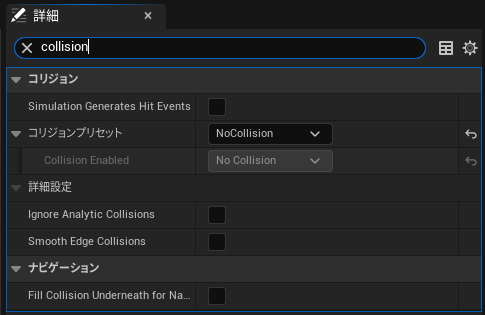 詳細
collision
コリジョン
Simulation Generates Hit Events
コリジョンプリセット NoCollision
Collision Enabled No Collision
詳細設定
Ignore Analytic Collisions
Smooth Edge Collisions
ナビゲーション
Fill Collision Underneath for Na...